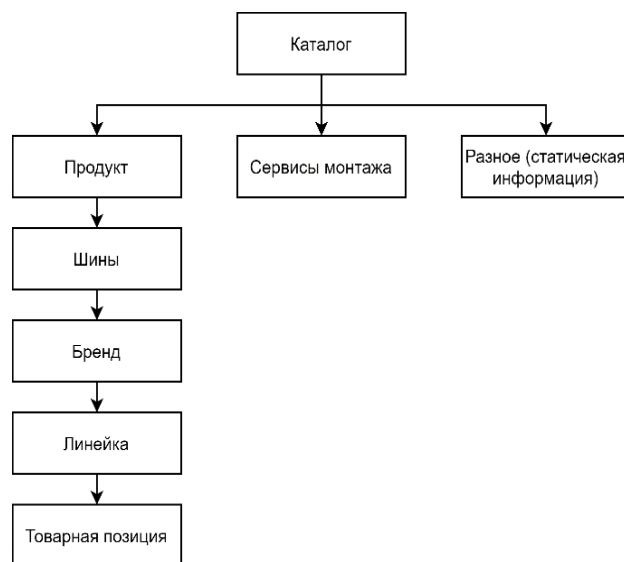 Каталог
Продукт
Сервисы монтажа
Разное (статическая
информация)
Шины
Бренд
Линейка
Товарная позиция